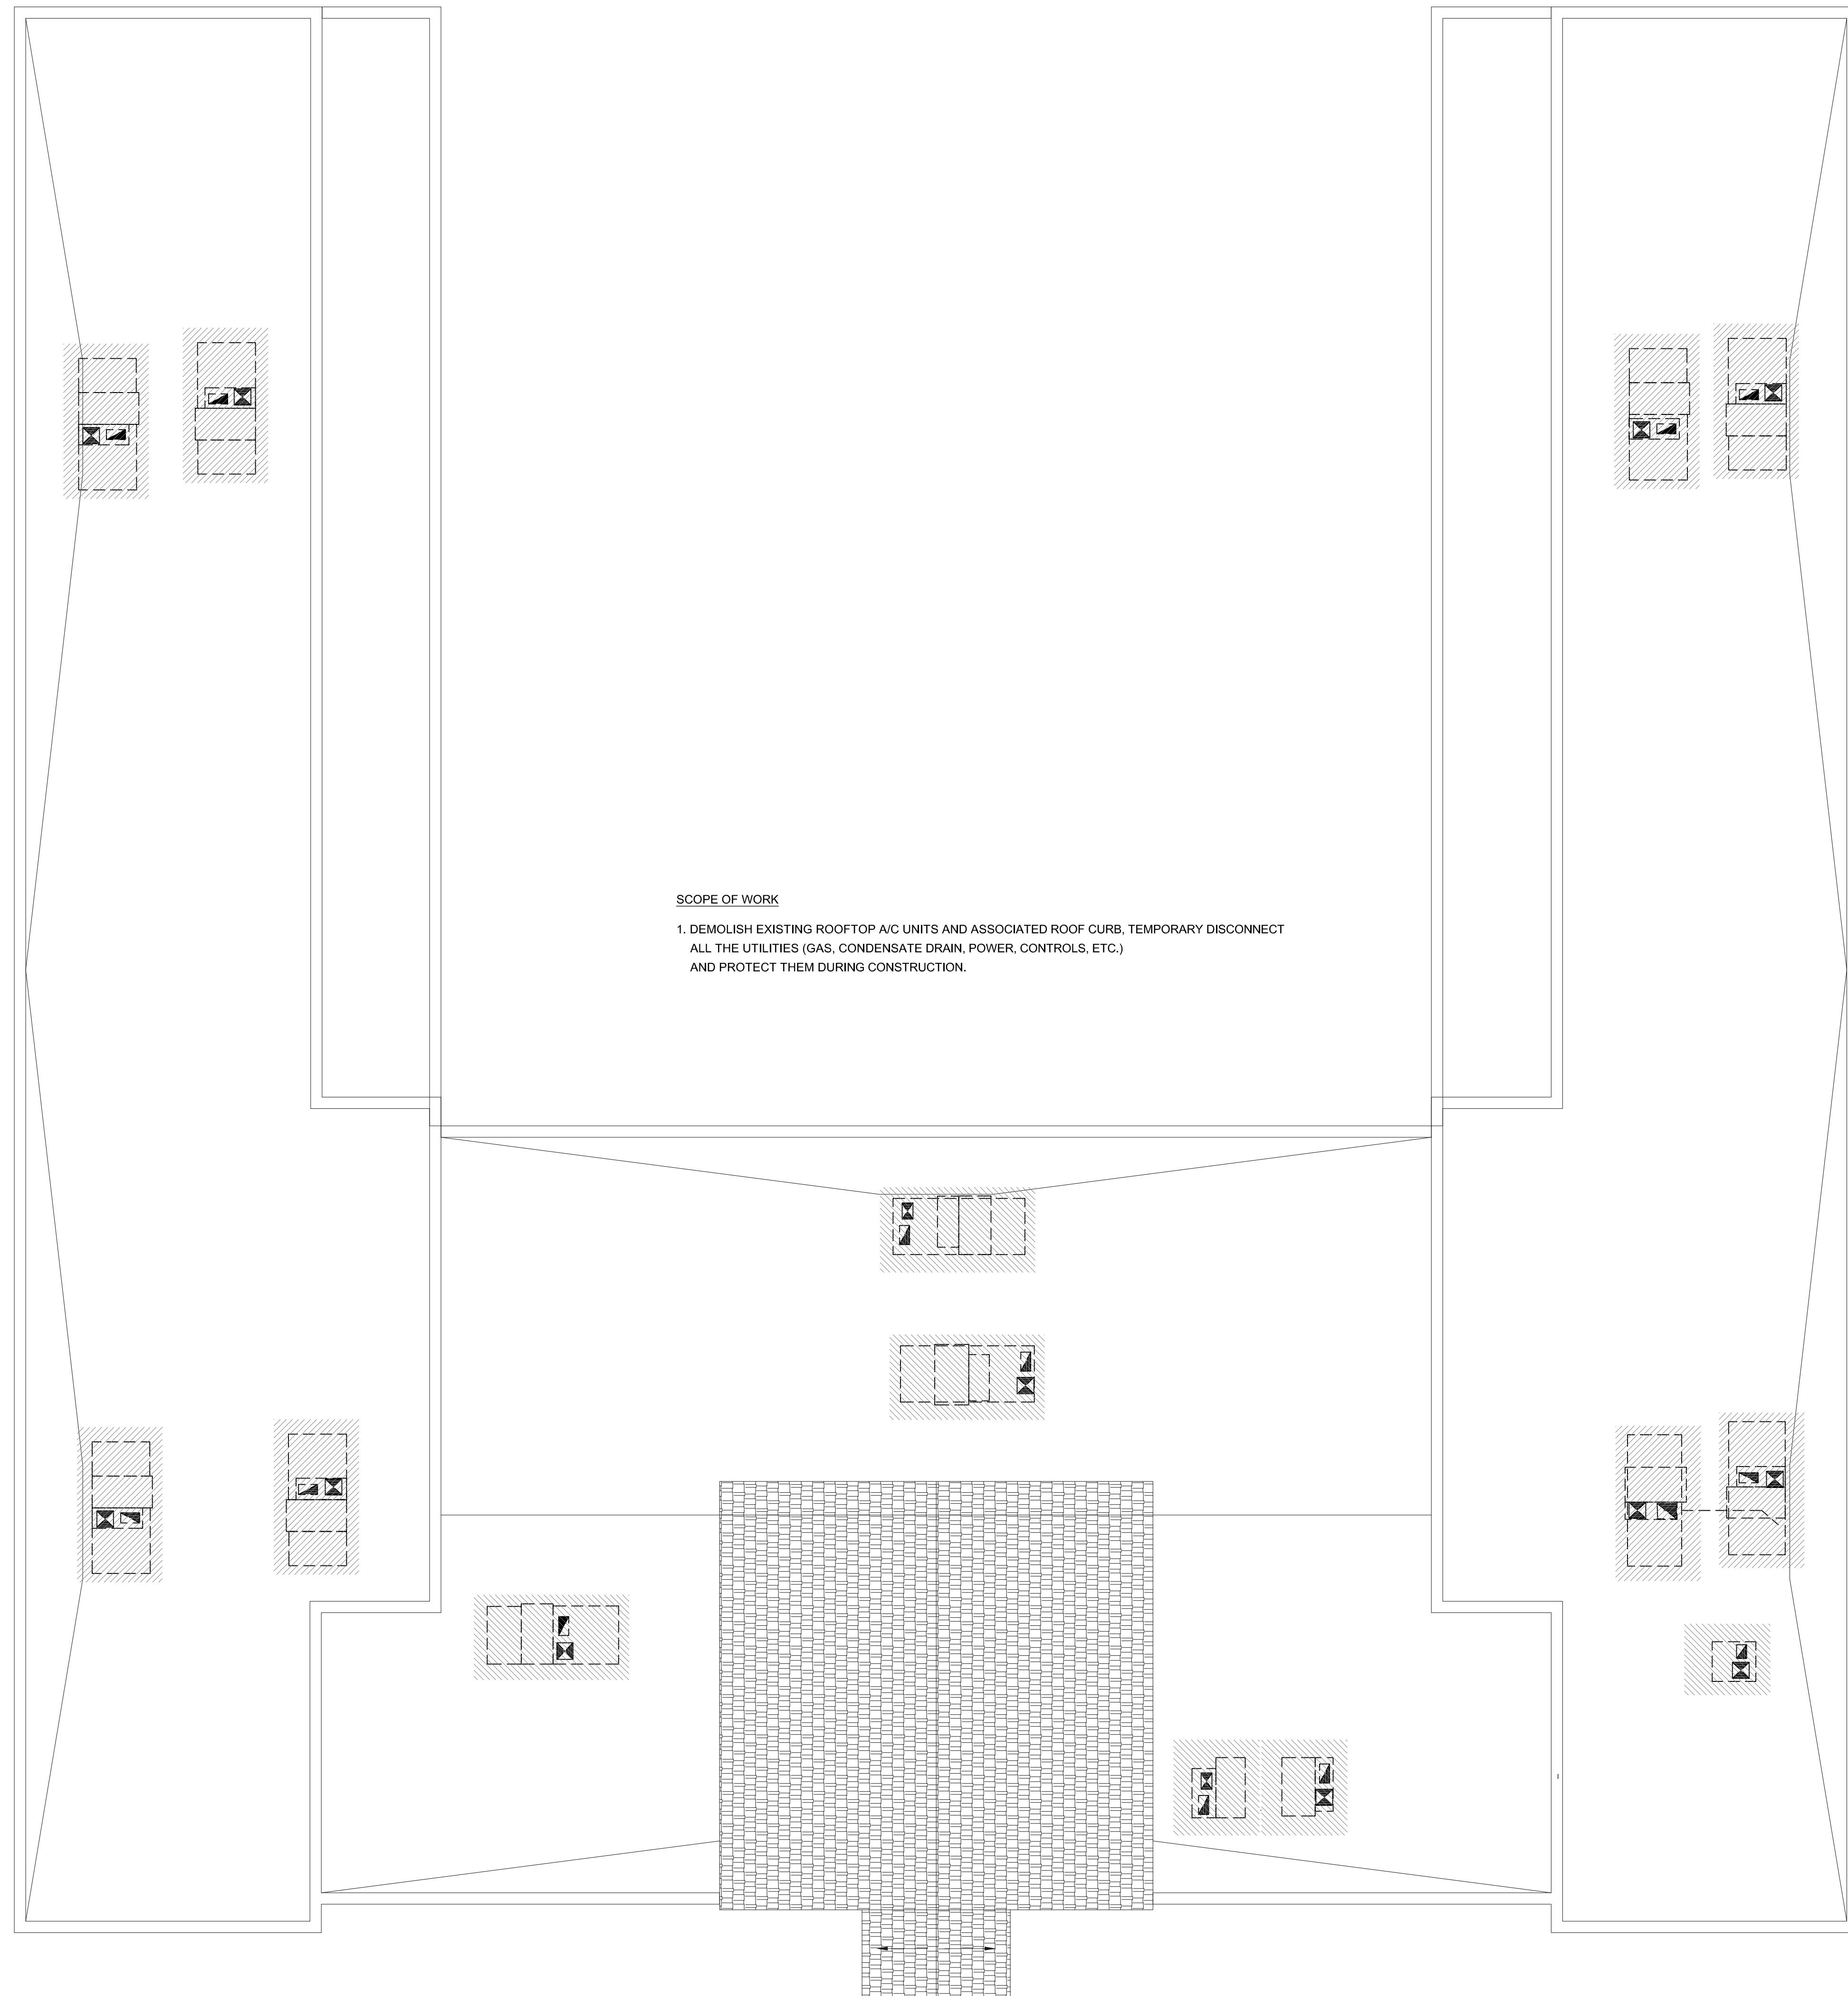 SCOPE OF WORK
1. DEMOLISH EXISTING ROOFTOP A/C UNITS AND ASSOCIATED ROOF CURB, TEMPORARY DISCONNECT
ALL THE UTILITIES (GAS, CONDENSATE DRAIN, POWER, CONTROLS, ETC.)
AND PROTECT THEM DURING CONSTRUCTION.